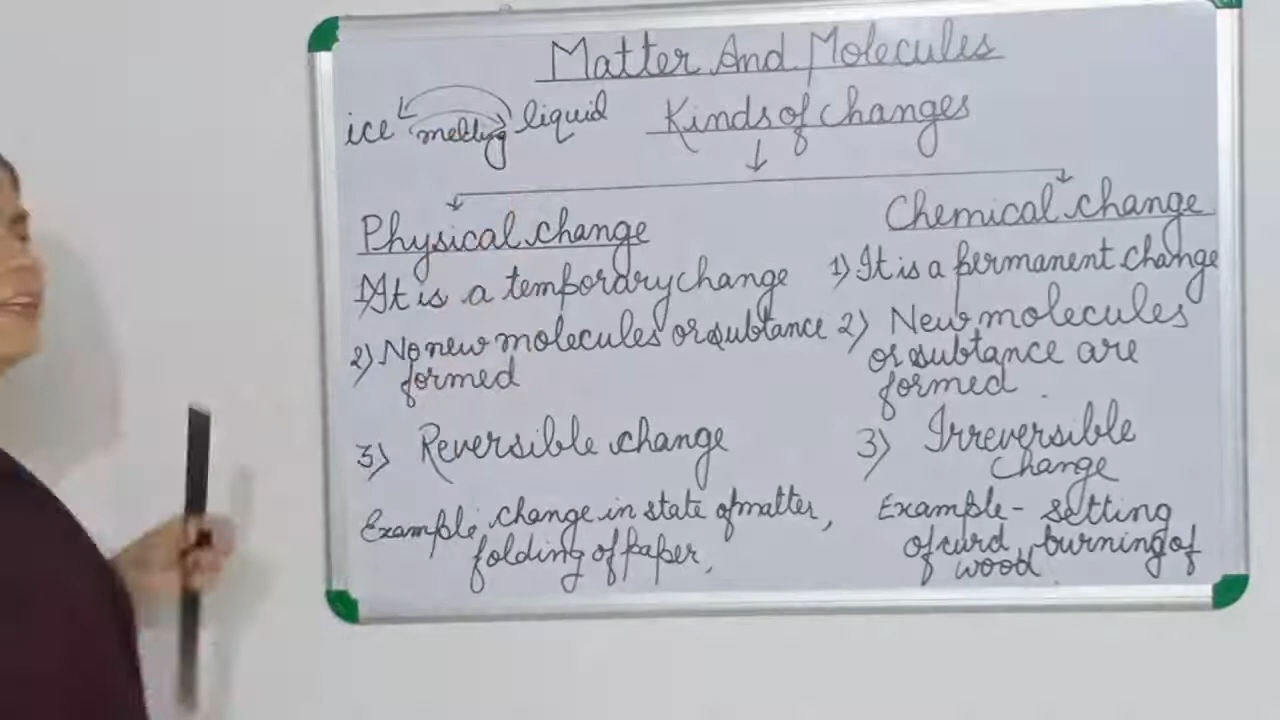 Matter And Molecules
ice melting liquid
Kinds of changes
Physical change
1) It is a temporary change
2) No new molecules or subtance
formed
3) Reversible change
Example: change in state of matter,
folding of paper,
Chemical change
1) It is a permanent change
2) New molecules
or subtance are
formed.
3) Irreversible
change
Example - setting
of curd, burning of
wood.